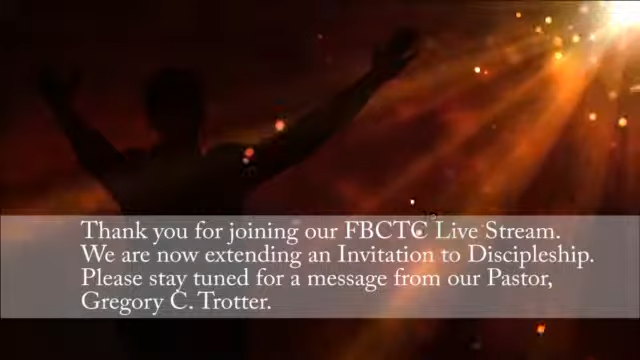 Thank you for joining our FBCTC Live Stream.
We are now extending an Invitation to Discipleship.
Please stay tuned for a message from our Pastor,
Gregory C. Trotter.